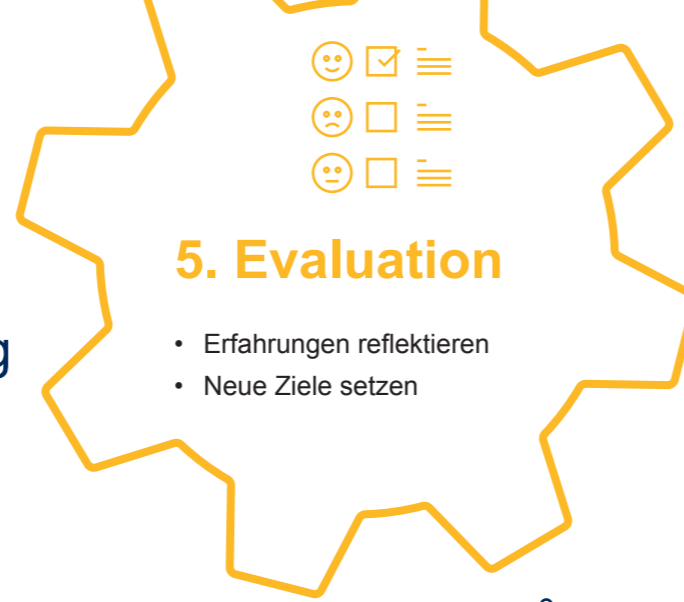 5. Evaluation
• Erfahrungen reflektieren
g
• Neue Ziele setzen